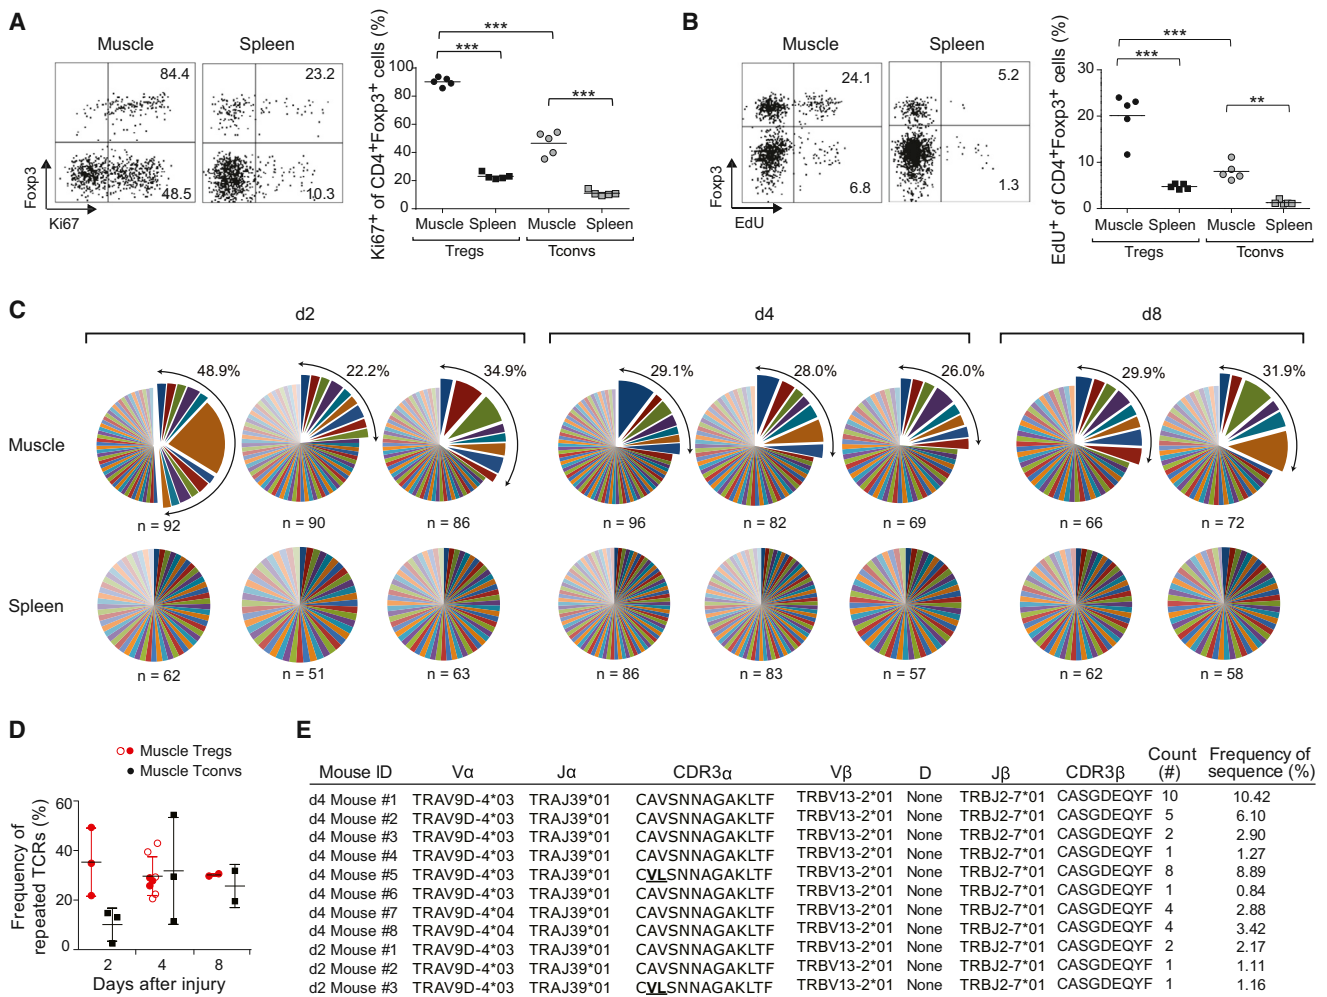 A
Muscle
Spleen
84.4
23.2
48.5
10.3
Foxp3
Ki67
Ki67⁺ of CD4⁺Foxp3⁺ cells (%)
***
***
***
100
80
60
40
20
0
Muscle Spleen Muscle Spleen
Tregs Tconvs
B
Muscle
Spleen
24.1
5.2
6.8
1.3
Foxp3
EdU
EdU⁺ of CD4⁺Foxp3⁺ cells (%)
***
***
**
30
20
10
0
Muscle Spleen Muscle Spleen
Tregs Tconvs
C
d2 d4 d8
48.9% 22.2% 34.9% 29.1% 28.0% 26.0% 29.9% 31.9%
Muscle
n = 92 n = 90 n = 86 n = 96 n = 82 n = 69 n = 66 n = 72
Spleen
n = 62 n = 51 n = 63 n = 86 n = 83 n = 57 n = 62 n = 58
D
Muscle Tregs
Muscle Tconvs
Frequency of
repeated TCRs (%)
60
40
20
0
2 4 8
Days after injury
E
Mouse ID Vα Jα CDR3α Vβ D Jβ CDR3β Count (#) Frequency of sequence (%)
d4 Mouse #1 TRAV9D-4*03 TRAJ39*01 CAVSNNAGAKLTF TRBV13-2*01 None TRBJ2-7*01 CASGDEQYF 10 10.42
d4 Mouse #2 TRAV9D-4*03 TRAJ39*01 CAVSNNAGAKLTF TRBV13-2*01 None TRBJ2-7*01 CASGDEQYF 5 6.10
d4 Mouse #3 TRAV9D-4*03 TRAJ39*01 CAVSNNAGAKLTF TRBV13-2*01 None TRBJ2-7*01 CASGDEQYF 2 2.90
d4 Mouse #4 TRAV9D-4*03 TRAJ39*01 CAVSNNAGAKLTF TRBV13-2*01 None TRBJ2-7*01 CASGDEQYF 1 1.27
d4 Mouse #5 TRAV9D-4*03 TRAJ39*01 CVLSNNAGAKLTF TRBV13-2*01 None TRBJ2-7*01 CASGDEQYF 8 8.89
d4 Mouse #6 TRAV9D-4*03 TRAJ39*01 CAVSNNAGAKLTF TRBV13-2*01 None TRBJ2-7*01 CASGDEQYF 1 0.84
d4 Mouse #7 TRAV9D-4*04 TRAJ39*01 CAVSNNAGAKLTF TRBV13-2*01 None TRBJ2-7*01 CASGDEQYF 4 2.88
d4 Mouse #8 TRAV9D-4*04 TRAJ39*01 CAVSNNAGAKLTF TRBV13-2*01 None TRBJ2-7*01 CASGDEQYF 4 3.42
d2 Mouse #1 TRAV9D-4*03 TRAJ39*01 CAVSNNAGAKLTF TRBV13-2*01 None TRBJ2-7*01 CASGDEQYF 2 2.17
d2 Mouse #2 TRAV9D-4*03 TRAJ39*01 CAVSNNAGAKLTF TRBV13-2*01 None TRBJ2-7*01 CASGDEQYF 1 1.11
d2 Mouse #3 TRAV9D-4*03 TRAJ39*01 CVLSNNAGAKLTF TRBV13-2*01 None TRBJ2-7*01 CASGDEQYF 1 1.16